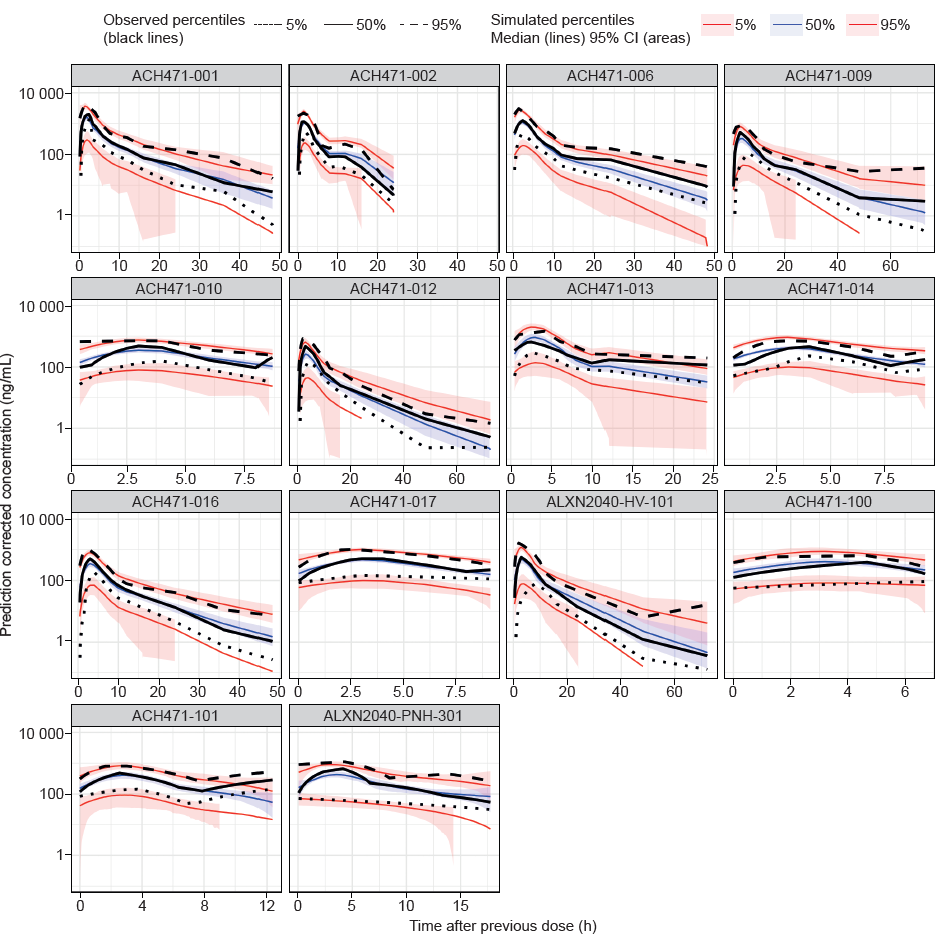 Observed percentiles 5% 50% 95% Simulated percentiles 5% 50% 95%
(black lines) Median (lines) 95% CI (areas)
Prediction corrected concentration (ng/mL)
ACH471-001 ACH471-002 ACH471-006 ACH471-009
10 000
100
1
0 10 20 30 40 50 0 10 20 30 40 50 0 10 20 30 40 50 0 20 40 60
ACH471-010 ACH471-012 ACH471-013 ACH471-014
10 000
100
1
0 2.5 5.0 7.5 0 20 40 60 0 5 10 15 20 25 2.5 5.0 7.5
ACH471-016 ACH471-017 ALXN2040-HV-101 ACH471-100
10 000
100
1
0 10 20 30 40 50 0 2.5 5.0 7.5 0 20 40 60 0 2 4 6
ACH471-101 ALXN2040-PNH-301
10 000
100
1
0 4 8 12 0 5 10 15
Time after previous dose (h)